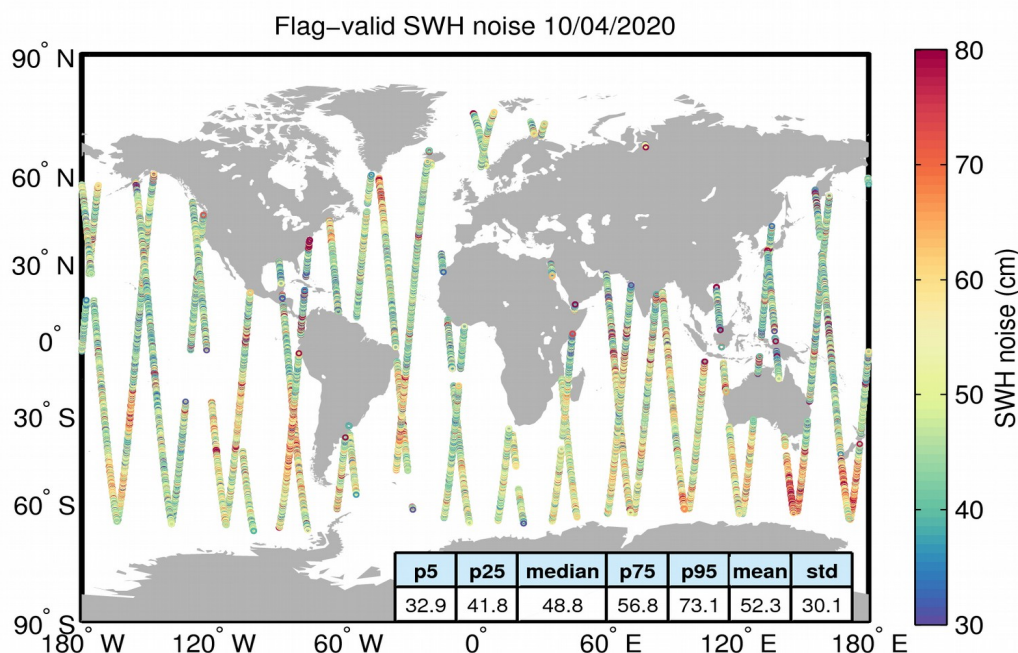 Flag−valid SWH noise 10/04/2020
90° N
60° N
30° N
0°
30° S
60° S
90° S
180° W
120° W
60° W
0°
60° E
120° E
180° E
80
70
60
50
40
30
SWH noise (cm)
p5 p25 median p75 p95 mean std
32.9 41.8 48.8 56.8 73.1 52.3 30.1